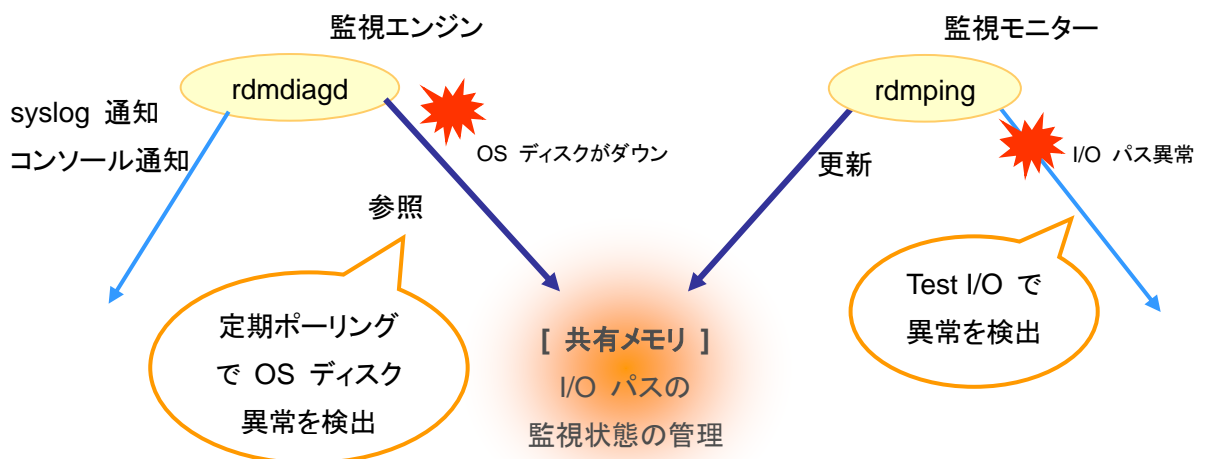 監視エンジン
監視モニター
rdmdiagd
rdmping
syslog 通知
コンソール通知
OS ディスクがダウン
更新
I/O パス異常
参照
定期ポーリング
で OS ディスク
異常を検出
[ 共有メモリ ]
I/O パスの
監視状態の管理
Test I/O で
異常を検出